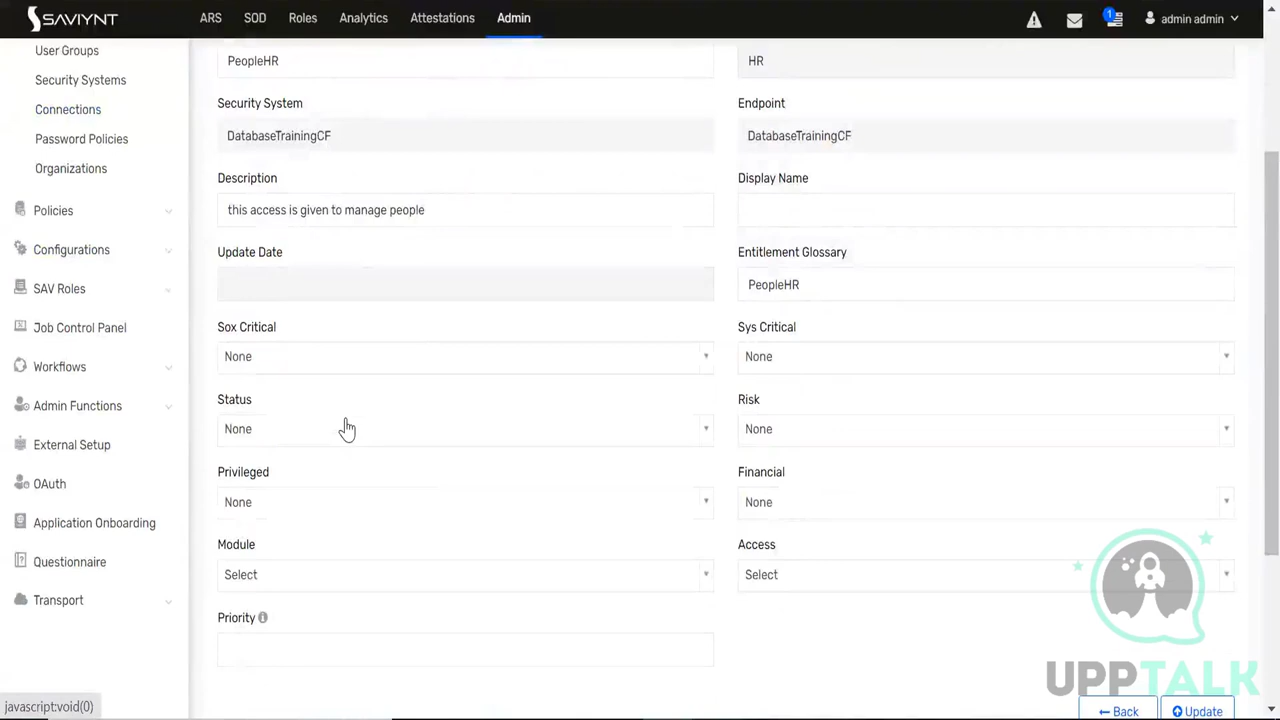 SAVIYNT
ARS SOD Roles Analytics Attestations Admin
1 admin admin
User Groups
Security Systems
Connections
Password Policies
Organizations
Policies
Configurations
SAV Roles
Job Control Panel
Workflows
Admin Functions
External Setup
OAuth
Application Onboarding
Questionnaire
Transport
PeopleHR
HR
Security System
Endpoint
DatabaseTrainingCF
DatabaseTrainingCF
Description
Display Name
this access is given to manage people
Update Date
Entitlement Glossary
PeopleHR
Sox Critical
Sys Critical
None
None
Status
Risk
None
None
Privileged
Financial
None
None
Module
Access
Select
Select
Priority
UPPTALK
Back
Update
javascript:void(0)